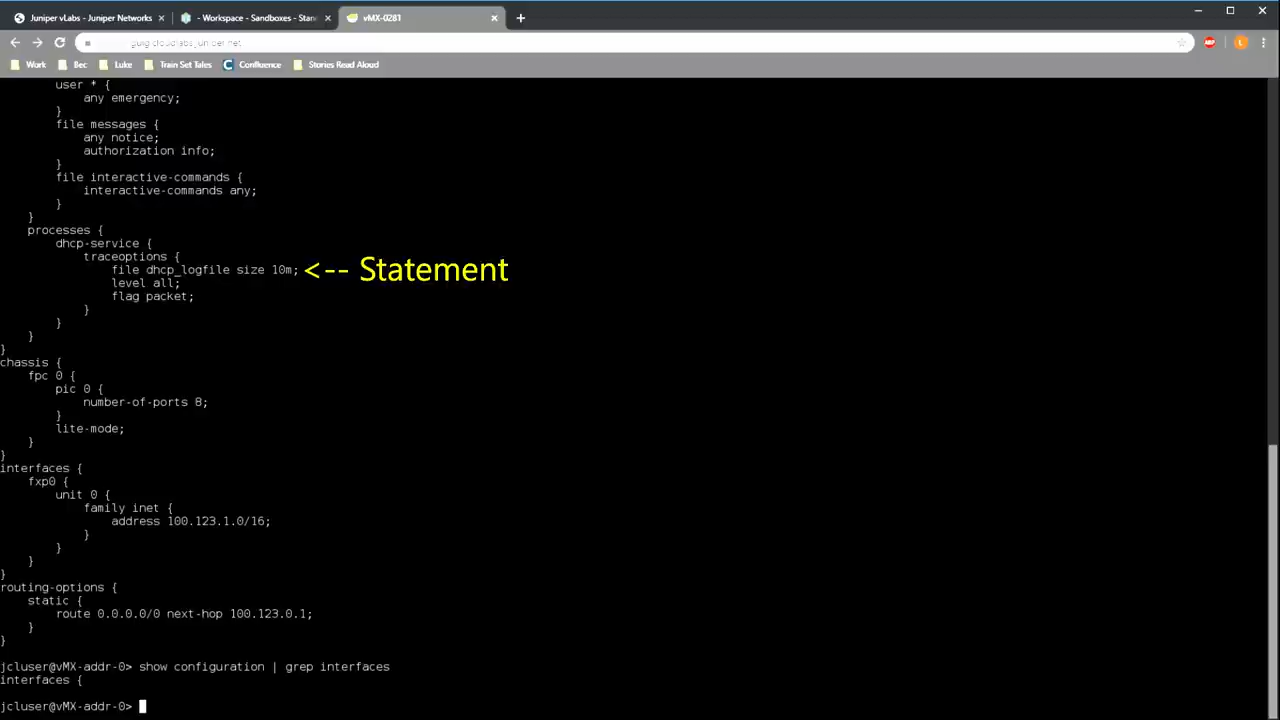 Juniper vLabs - Juniper Networks
- Workspace - Sandboxes - Stan
vMX-0281
Work
Bec
Luke
Train Set Tales
Confluence
Stories Read Aloud
user * {
any emergency;
}
file messages {
any notice;
authorization info;
}
file interactive-commands {
interactive-commands any;
}
}
processes {
dhcp-service {
traceoptions {
file dhcp_logfile size 10m; <-- Statement
level all;
flag packet;
}
}
}
}
chassis {
fpc 0 {
pic 0 {
number-of-ports 8;
}
lite-mode;
}
}
interfaces {
fxp0 {
unit 0 {
family inet {
address 100.123.1.0/16;
}
}
}
}
routing-options {
static {
route 0.0.0.0/0 next-hop 100.123.0.1;
}
}
jcluser@vMX-addr-0> show configuration | grep interfaces
interfaces {
jcluser@vMX-addr-0>